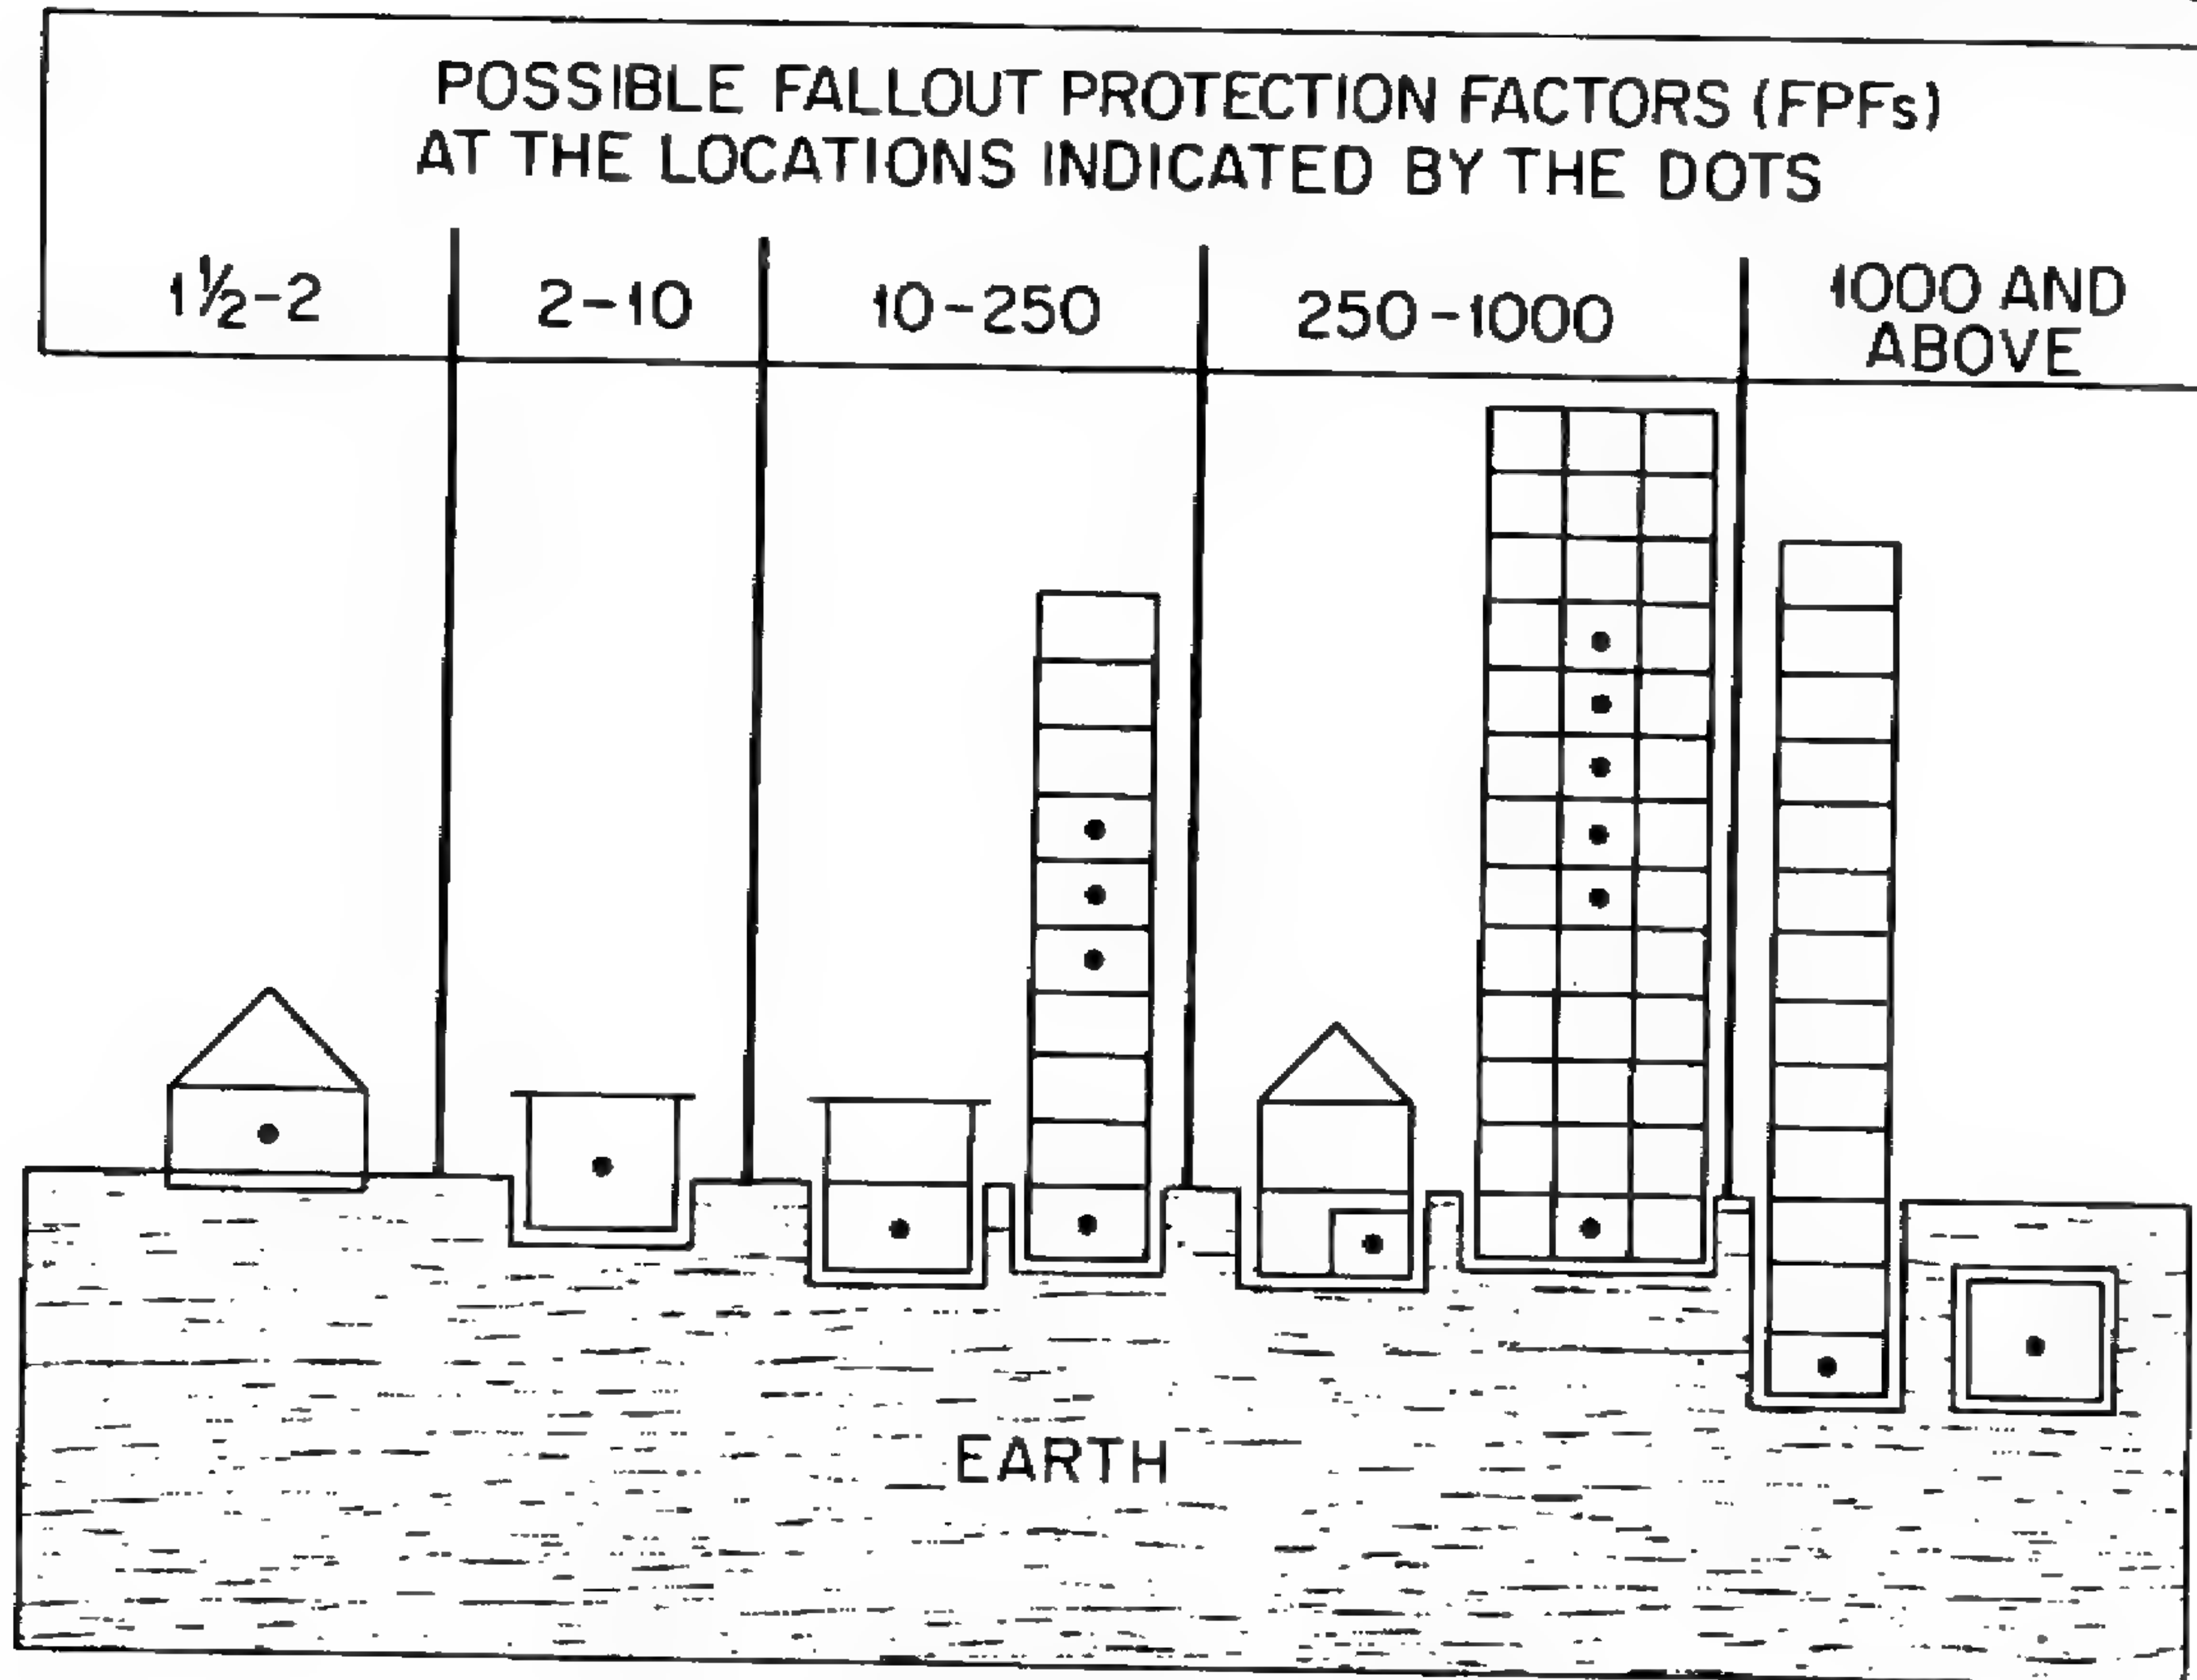 POSSIBLE FALLOUT PROTECTION FACTORS (FPFs)
AT THE LOCATIONS INDICATED BY THE DOTS
1½-2
2-10
10-250
250-1000
1000 AND
ABOVE
EARTH